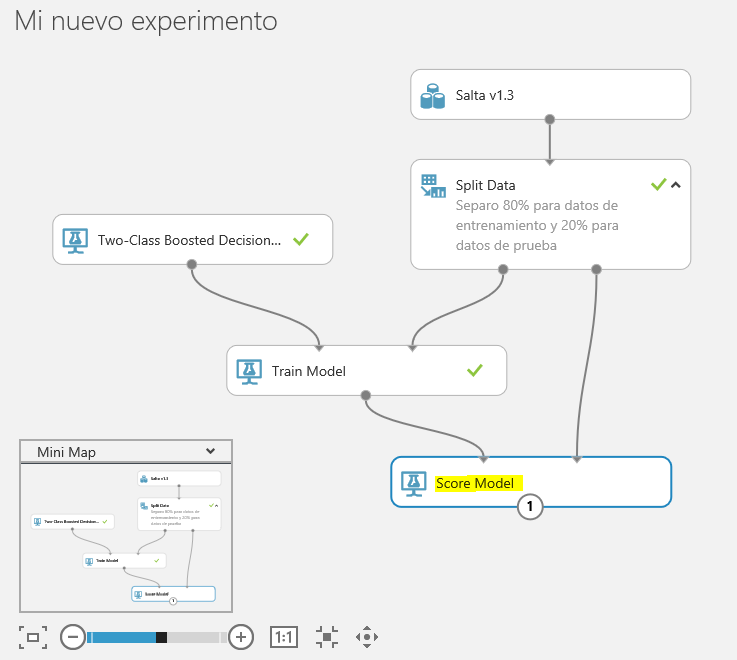 Mi nuevo experimento
Salta v1.3
Split Data
Separo 80% para datos de
entrenamiento y 20% para
datos de prueba
Two-Class Boosted Decision...
Train Model
Score Model
1
Mini Map
Salta v1.3
Split Data
Separo 80% para datos de
entrenamiento y 20% para
datos de prueba
Two-Class Boosted Decision...
Train Model
Score Model
1
1:1